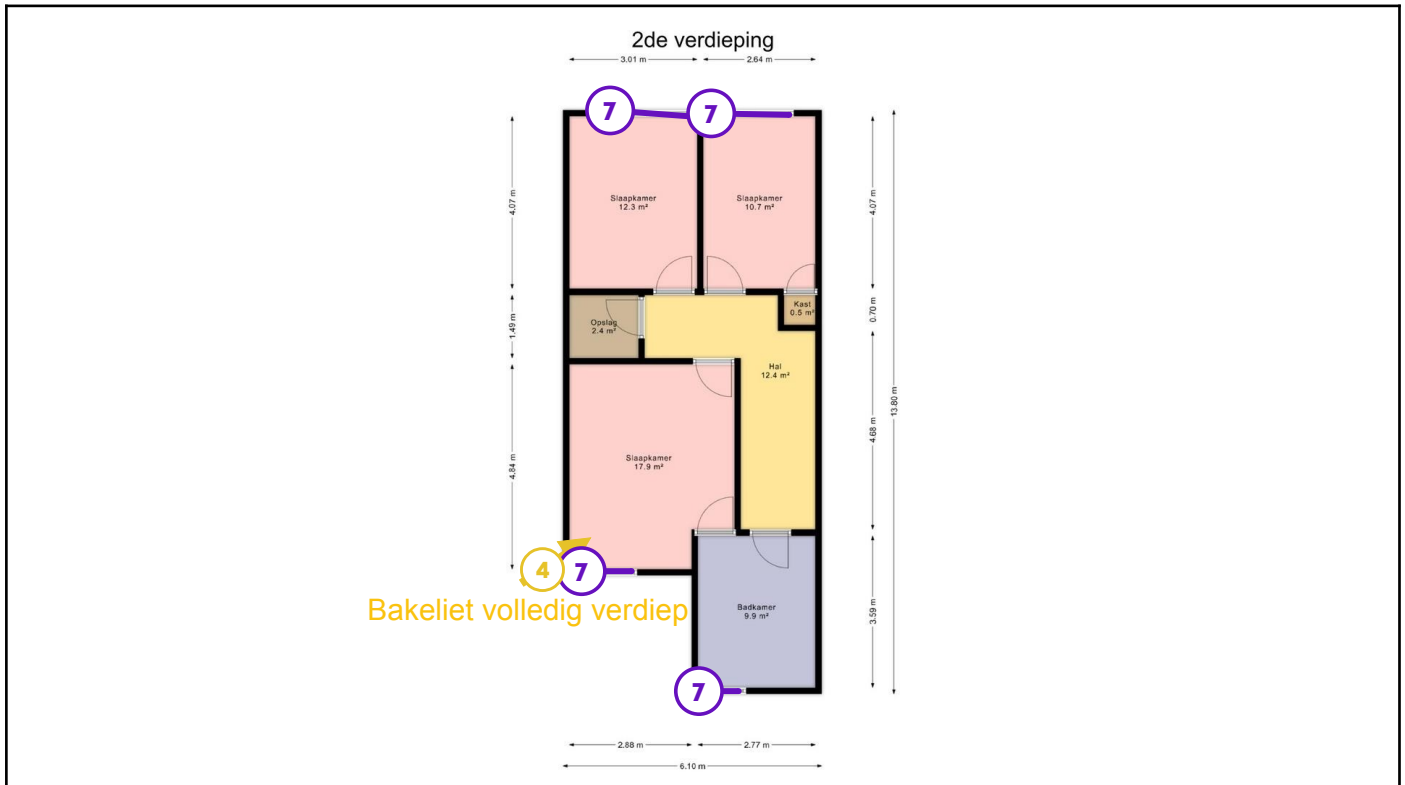 2de verdieping
3.01 m
2.64 m
7
7
4.07 m
4.07 m
Slaapkamer
12.3 m²
Slaapkamer
10.7 m²
Kast
0.5 m²
0.70 m
1.49 m
Opslag
2.4 m²
Hal
12.4 m²
13.80 m
4.68 m
4.84 m
Slaapkamer
17.9 m²
4
7
Bakeliet volledig verdiep
Badkamer
9.9 m²
3.59 m
7
2.88 m
2.77 m
6.10 m